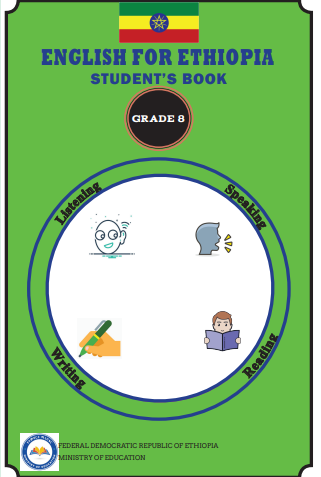 ENGLISH FOR ETHIOPIA
STUDENT'S BOOK
GRADE 8
Listening
Speaking
Writing
Reading
FEDERAL DEMOCRATIC REPUBLIC OF ETHIOPIA
MINISTRY OF EDUCATION